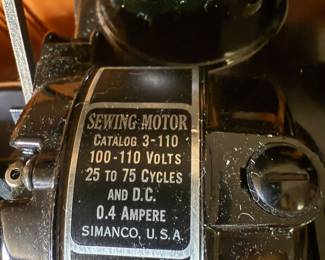 SEWING MOTOR
CATALOG 3-110
100-110 VOLTS
25 TO 75 CYCLES
AND D.C.
0.4 AMPERE
SIMANCO, U.S.A.